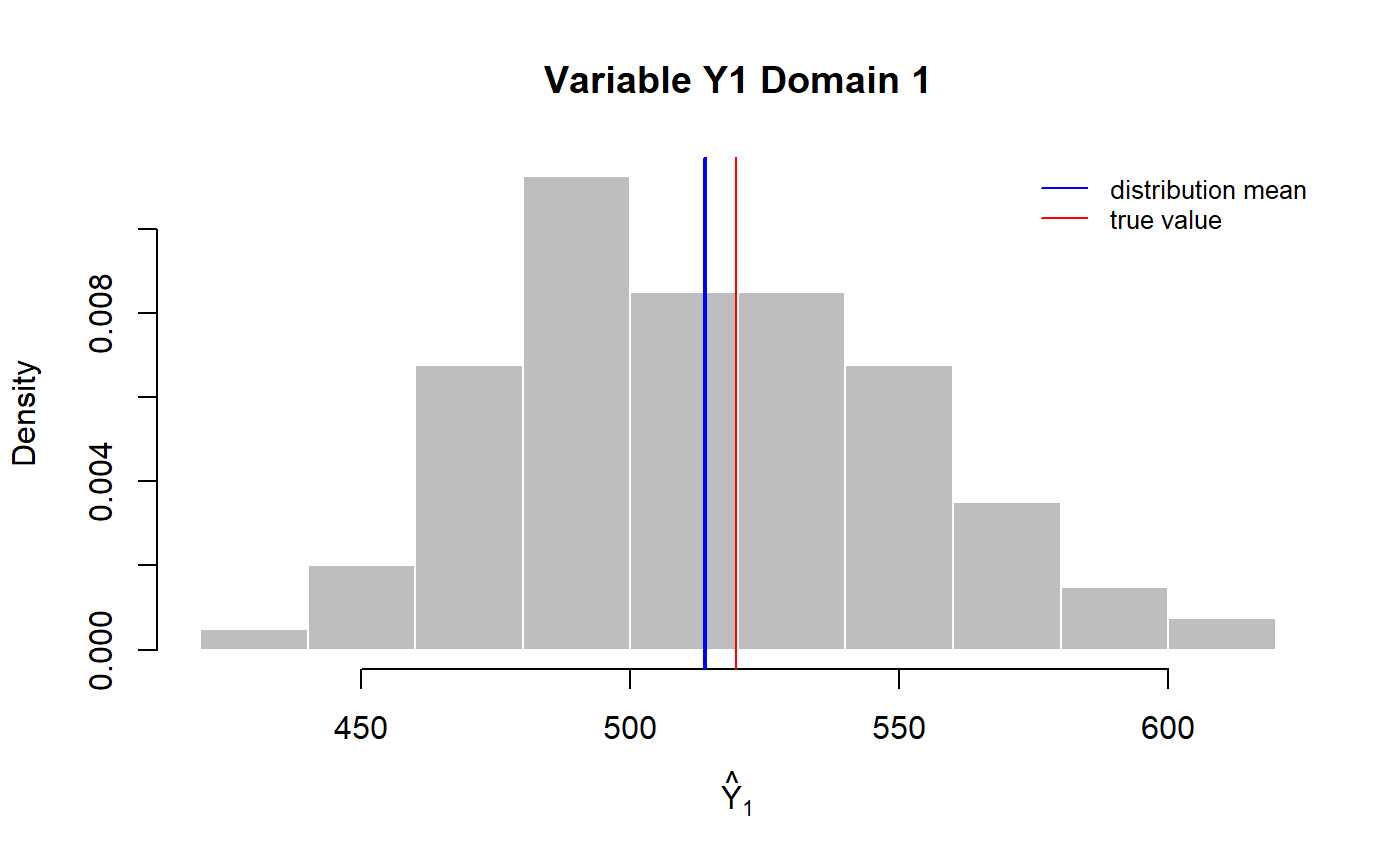 Variable Y1 Domain 1
distribution mean
true value
Density
0.008
0.004
0.000
450 500 550 600
Ŷ₁